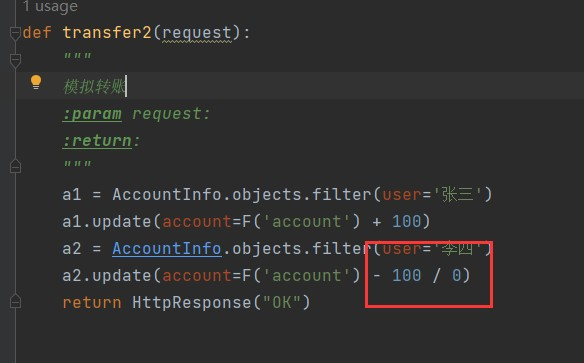 1 usage
def transfer2(request):
"""
模拟转账
:param request:
:return:
"""
a1 = AccountInfo.objects.filter(user='张三')
a1.update(account=F('account') + 100)
a2 = AccountInfo.objects.filter(user='李四')
a2.update(account=F('account') - 100 / 0)
return HttpResponse("OK")